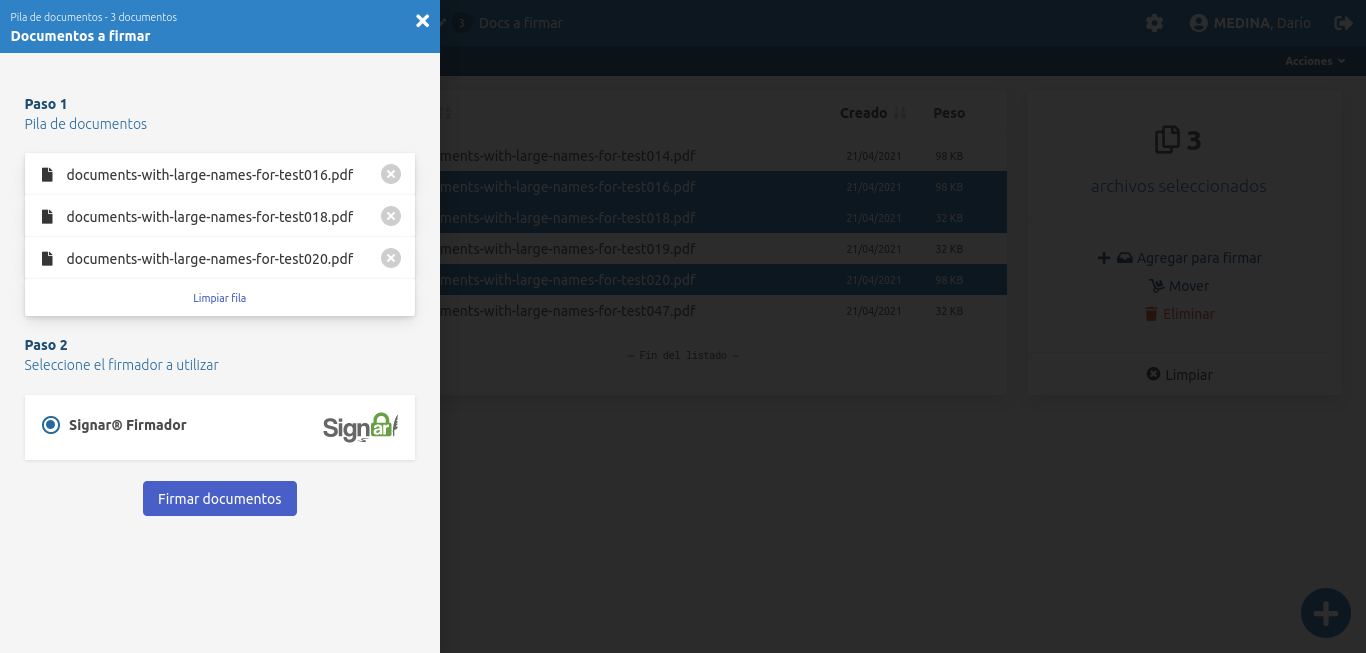 Pila de documentos - 3 documentos
Documentos a firmar
Paso 1
Pila de documentos
documents-with-large-names-for-test016.pdf
documents-with-large-names-for-test018.pdf
documents-with-large-names-for-test020.pdf
Limpiar fila
Paso 2
Seleccione el firmador a utilizar
Signar® Firmador
Signar
Firmar documentos
3 Docs a firmar
MEDINA, Dario
Acciones
Creado Peso
ments-with-large-names-for-test014.pdf 21/04/2021 98 KB
ments-with-large-names-for-test016.pdf 21/04/2021 98 KB
ments-with-large-names-for-test018.pdf 21/04/2021 32 KB
ments-with-large-names-for-test019.pdf 21/04/2021 32 KB
ments-with-large-names-for-test020.pdf 21/04/2021 98 KB
ments-with-large-names-for-test047.pdf 21/04/2021 32 KB
— Fin del listado —
3
archivos seleccionados
Agregar para firmar
Mover
Eliminar
Limpiar